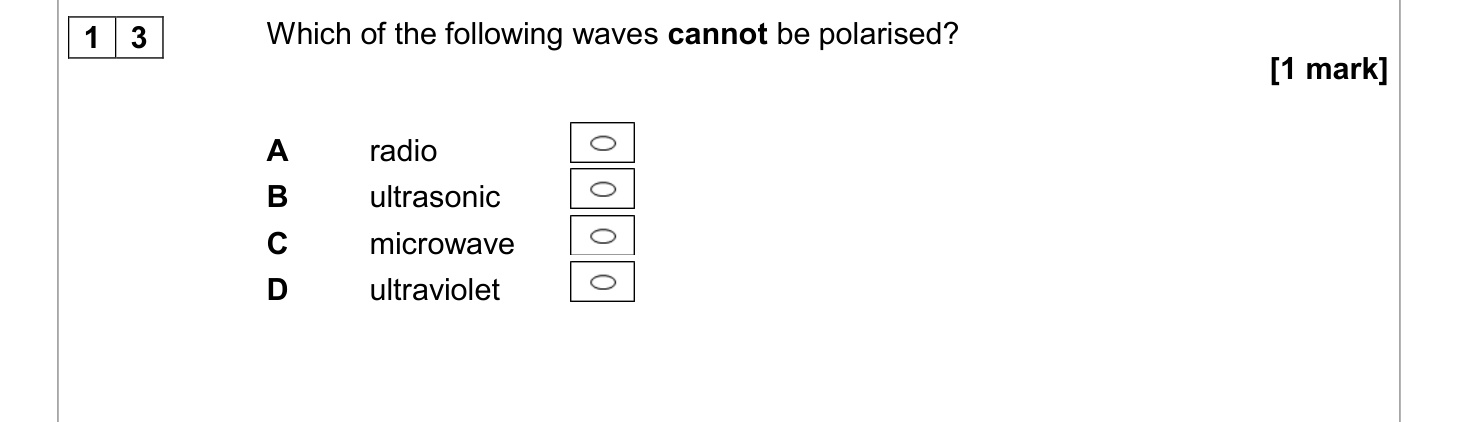 1 3 Which of the following waves cannot be polarised?
[1 mark]
A radio
B ultrasonic
C microwave
D ultraviolet